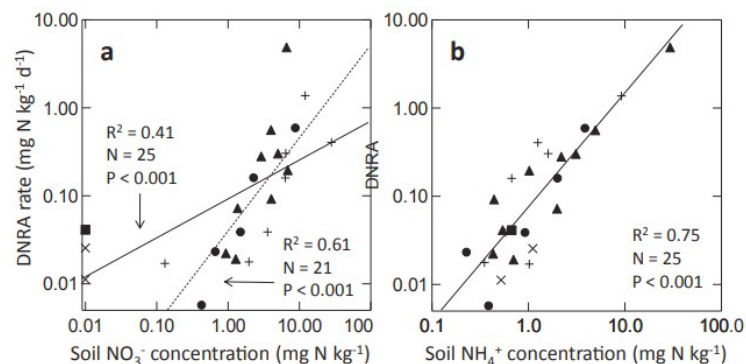 a
b
DNRA rate (mg N kg⁻¹ d⁻¹)
10.00
1.00
0.10
0.01
R² = 0.41
N = 25
P < 0.001
R² = 0.61
N = 21
P < 0.001
0.01 0.10 1.00 10.00 100
Soil NO₃⁻ concentration (mg N kg⁻¹)
DNRA
10.00
1.00
0.10
0.01
R² = 0.75
N = 25
P < 0.001
0.1 1.0 10.0 100.0
Soil NH₄⁺ concentration (mg N kg⁻¹)